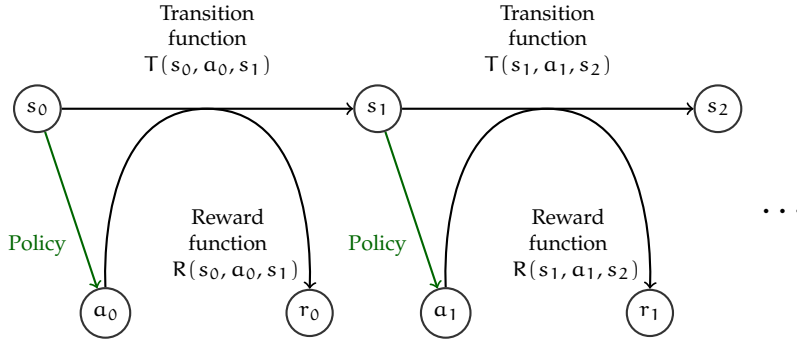 Transition
function
T(s₀, a₀, s₁)
Transition
function
T(s₁, a₁, s₂)
s₀
s₁
s₂
Policy
Reward
function
R(s₀, a₀, s₁)
Policy
Reward
function
R(s₁, a₁, s₂)
...
a₀
r₀
a₁
r₁